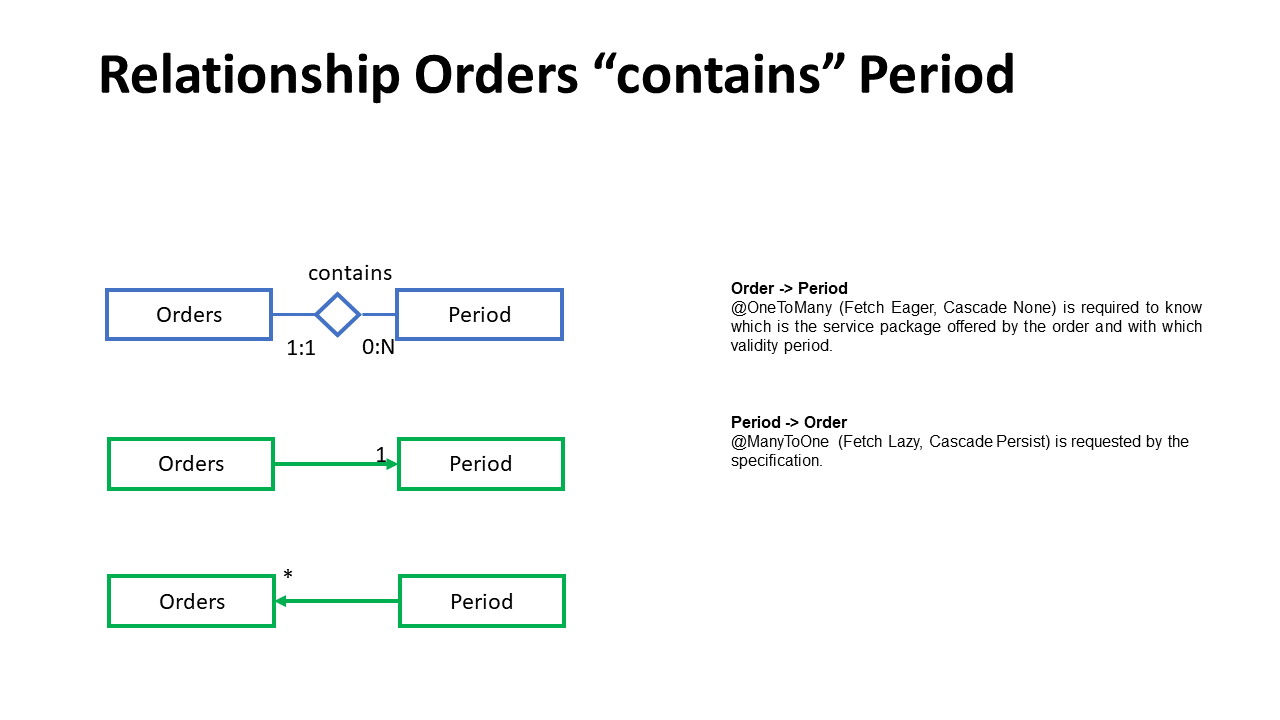 Relationship Orders “contains” Period
contains
Orders
Period
1:1
0:N
Order -> Period
@OneToMany (Fetch Eager, Cascade None) is required to know
which is the service package offered by the order and with which
validity period.
Period -> Order
@ManyToOne  (Fetch Lazy, Cascade Persist) is requested by the
specification.
Orders
1
Period
Orders
*
Period